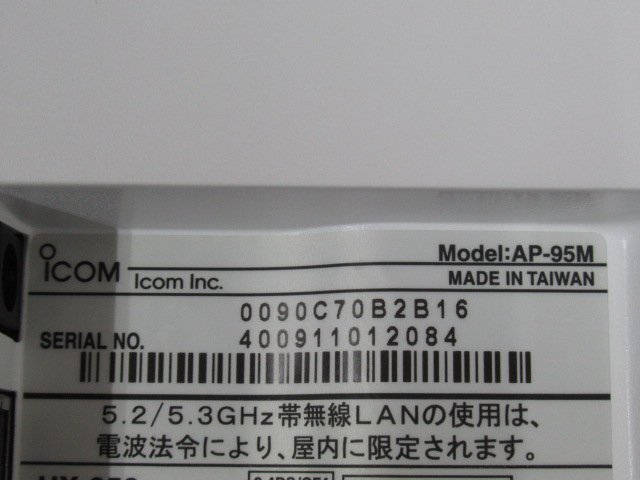 ICOM Icom Inc.
Model:AP-95M
MADE IN TAIWAN
0090C70B2B16
SERIAL NO. 400911012084
5.2/5.3GHz帯無線LANの使用は、
電波法令により、屋内に限定されます。